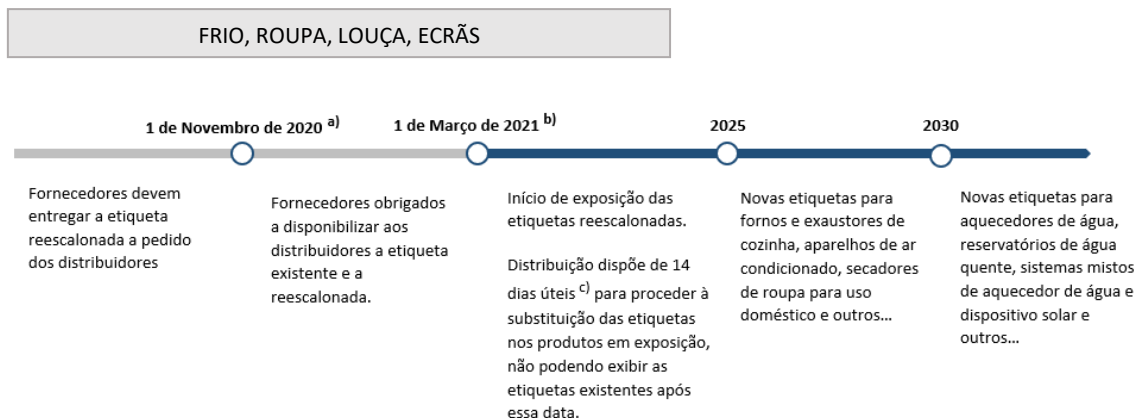 FRIO, ROUPA, LOUÇA, ECRÃS
1 de Novembro de 2020 a)
1 de Março de 2021 b)
2025
2030
Fornecedores devem
entregar a etiqueta
reescalonada a pedido
dos distribuidores
Fornecedores obrigados
a disponibilizar aos
distribuidores a etiqueta
existente e a
reescalonada.
Início de exposição das
etiquetas reescalonadas.
Distribuição dispõe de 14
dias úteis c) para proceder à
substituição das etiquetas
nos produtos em exposição,
não podendo exibir as
etiquetas existentes após
essa data.
Novas etiquetas para
fornos e exaustores de
cozinha, aparelhos de ar
condicionado, secadores
de roupa para uso
doméstico e outros...
Novas etiquetas para
aquecedores de água,
reservatórios de água
quente, sistemas mistos
de aquecedor de água e
dispositivo solar e
outros...